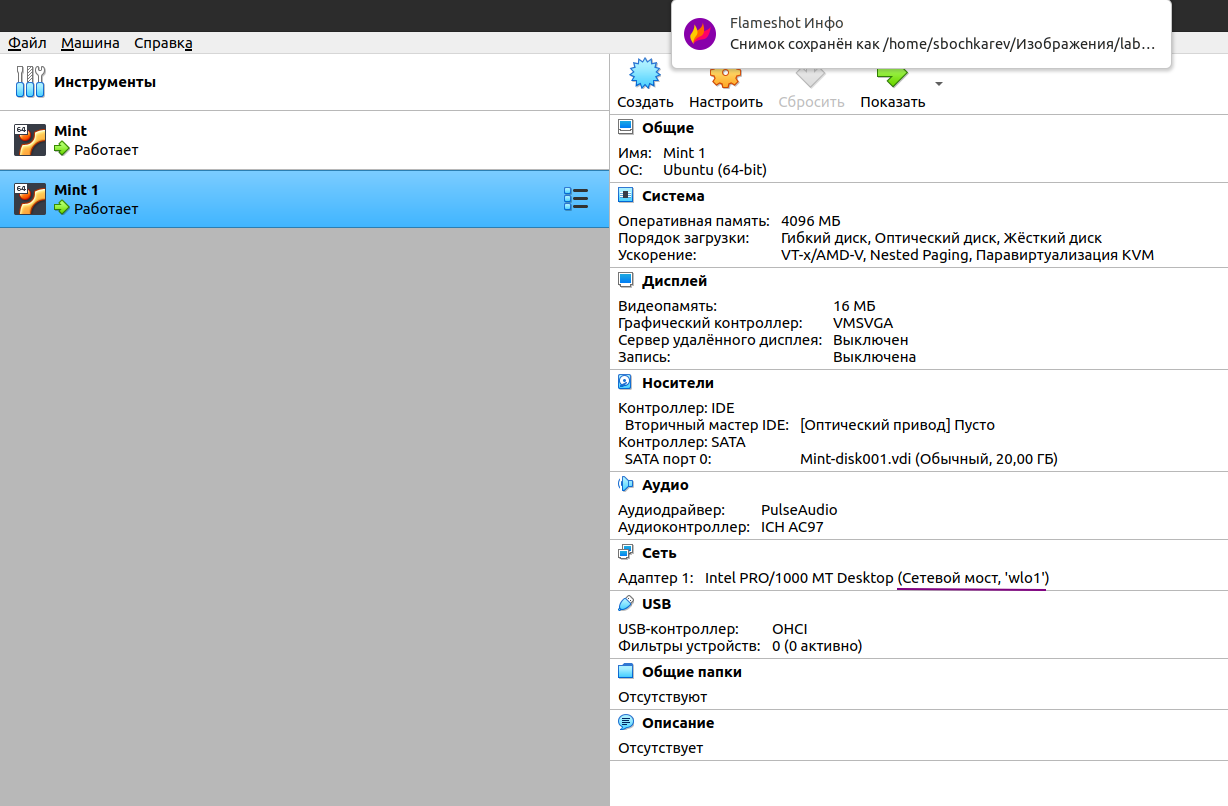 Flameshot Инфо
Снимок сохранён как /home/sbochkarev/Изображения/lab…
Файл Машина Справка
Инструменты
64
Mint
Работает
64
Mint 1
Работает
Создать Настроить Сбросить Показать
Общие
Имя: Mint 1
ОС: Ubuntu (64-bit)
Система
Оперативная память: 4096 МБ
Порядок загрузки: Гибкий диск, Оптический диск, Жёсткий диск
Ускорение: VT-x/AMD-V, Nested Paging, Паравиртуализация KVM
Дисплей
Видеопамять: 16 МБ
Графический контроллер: VMSVGA
Сервер удалённого дисплея: Выключен
Запись: Выключена
Носители
Контроллер: IDE
Вторичный мастер IDE: [Оптический привод] Пусто
Контроллер: SATA
SATA порт 0: Mint-disk001.vdi (Обычный, 20,00 ГБ)
Аудио
Аудиодрайвер: PulseAudio
Аудиоконтроллер: ICH AC97
Сеть
Адаптер 1: Intel PRO/1000 MT Desktop (Сетевой мост, 'wlo1')
USB
USB-контроллер: OHCI
Фильтры устройств: 0 (0 активно)
Общие папки
Отсутствуют
Описание
Отсутствует